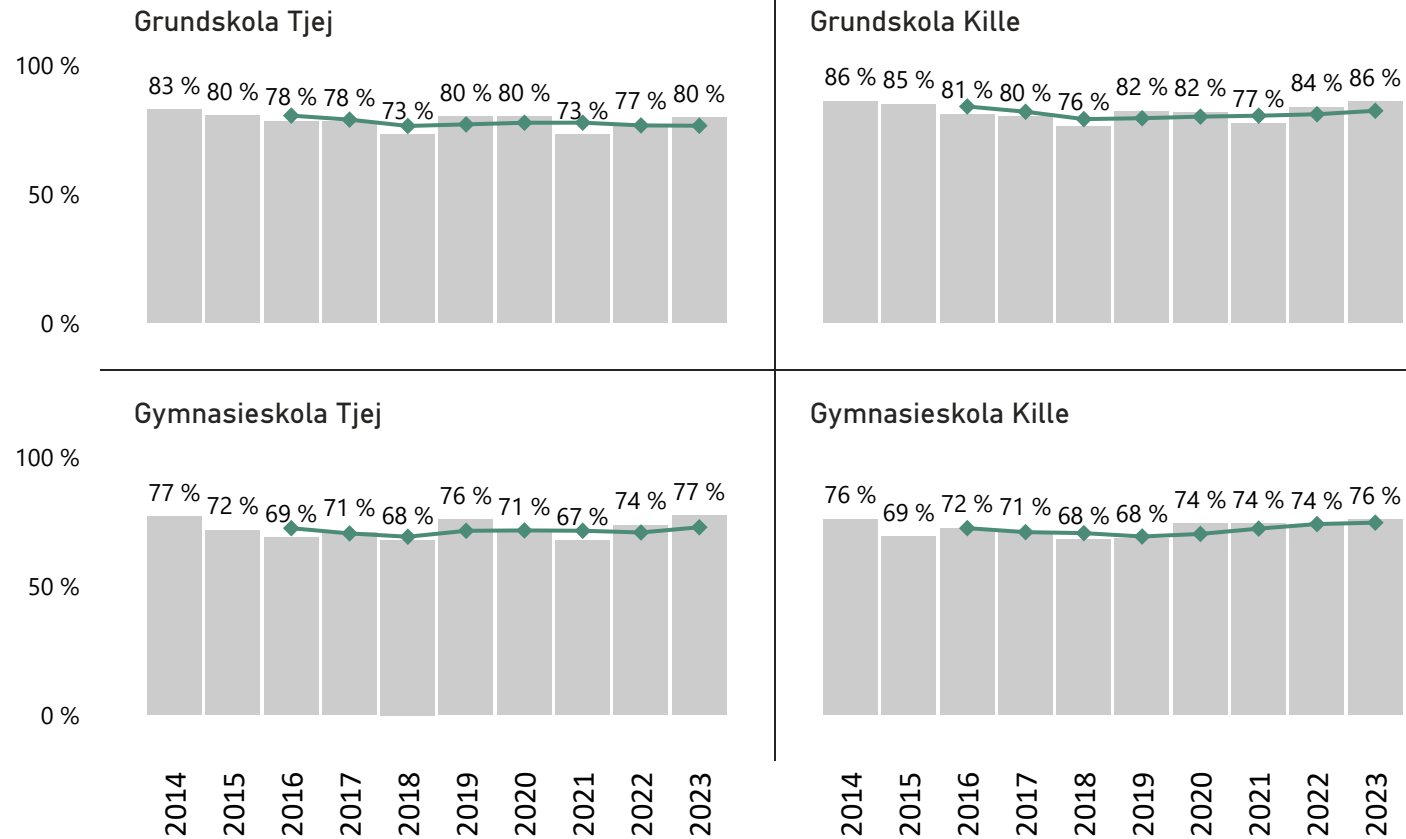 Grundskola Tjej
100 %
50 %
0 %
83 % 80 % 78 % 78 % 73 % 80 % 80 % 73 % 77 % 80 %
Grundskola Kille
86 % 85 % 81 % 80 % 76 % 82 % 82 % 77 % 84 % 86 %
Gymnasieskola Tjej
100 %
50 %
0 %
77 % 72 % 69 % 71 % 68 % 76 % 71 % 67 % 74 % 77 %
2014 2015 2016 2017 2018 2019 2020 2021 2022 2023
Gymnasieskola Kille
76 % 69 % 72 % 71 % 68 % 68 % 74 % 74 % 74 % 76 %
2014 2015 2016 2017 2018 2019 2020 2021 2022 2023